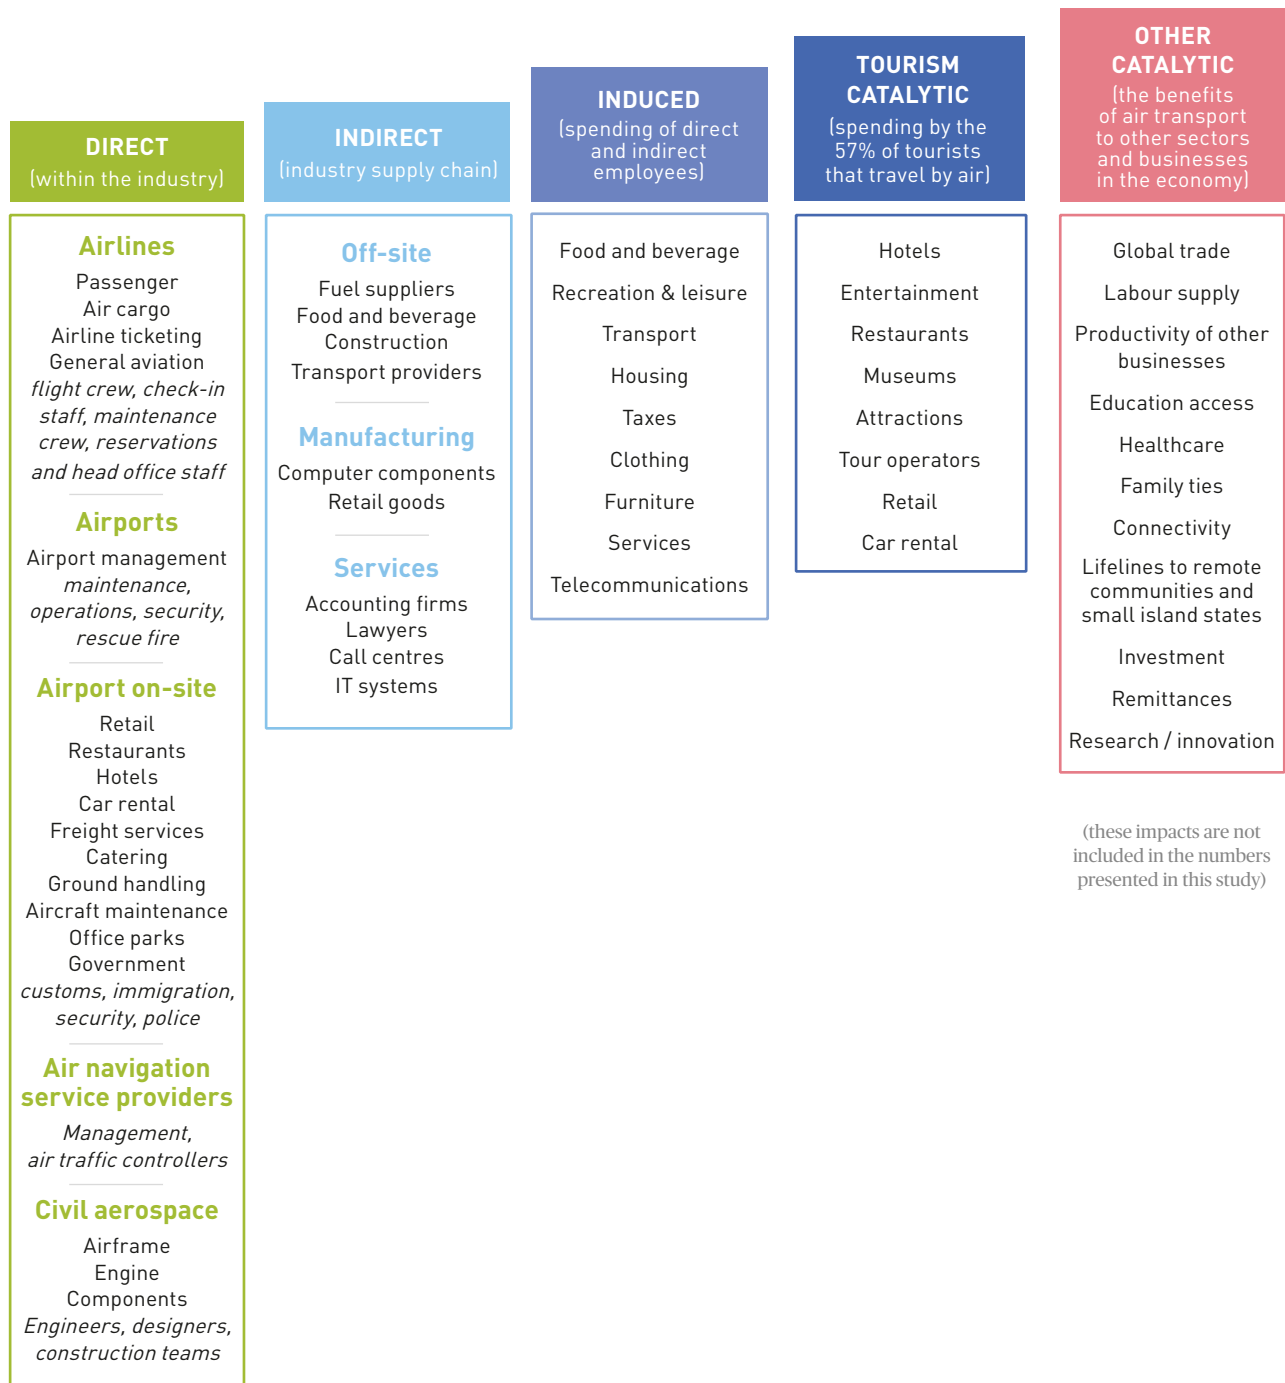 DIRECT
(within the industry)
Airlines
Passenger
Air cargo
Airline ticketing
General aviation
flight crew, check-in
staff, maintenance
crew, reservations
and head office staff
Airports
Airport management
maintenance,
operations, security,
rescue fire
Airport on-site
Retail
Restaurants
Hotels
Car rental
Freight services
Catering
Ground handling
Aircraft maintenance
Office parks
Government
customs, immigration,
security, police
Air navigation
service providers
Management,
air traffic controllers
Civil aerospace
Airframe
Engine
Components
Engineers, designers,
construction teams
INDIRECT
(industry supply chain)
Off-site
Fuel suppliers
Food and beverage
Construction
Transport providers
Manufacturing
Computer components
Retail goods
Services
Accounting firms
Lawyers
Call centres
IT systems
INDUCED
(spending of direct
and indirect
employees)
Food and beverage
Recreation & leisure
Transport
Housing
Taxes
Clothing
Furniture
Services
Telecommunications
TOURISM
CATALYTIC
(spending by the
57% of tourists
that travel by air)
Hotels
Entertainment
Restaurants
Museums
Attractions
Tour operators
Retail
Car rental
OTHER
CATALYTIC
(the benefits
of air transport
to other sectors
and businesses
in the economy)
Global trade
Labour supply
Productivity of other
businesses
Education access
Healthcare
Family ties
Connectivity
Lifelines to remote
communities and
small island states
Investment
Remittances
Research / innovation
(these impacts are not
included in the numbers
presented in this study)